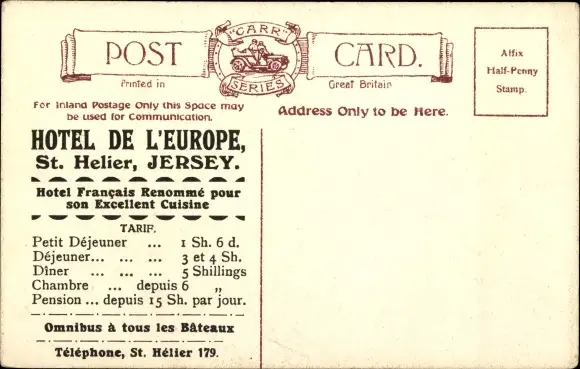 POST "CARR" SERIES CARD.
Printed in Great Britain
Affix
Half-Penny
Stamp.
For Inland Postage Only this Space may
be used for Communication.
Address Only to be Here.
HOTEL DE L'EUROPE,
St. Helier, JERSEY.
Hotel Français Renommé pour
son Excellent Cuisine
TARIF.
Petit Déjeuner ... 1 Sh. 6 d.
Déjeuner... ... ... 3 et 4 Sh.
Dîner ... ... ... 5 Shillings
Chambre ... depuis 6 „
Pension ... depuis 15 Sh. par jour.
Omnibus à tous les Bâteaux
Téléphone, St. Hélier 179.